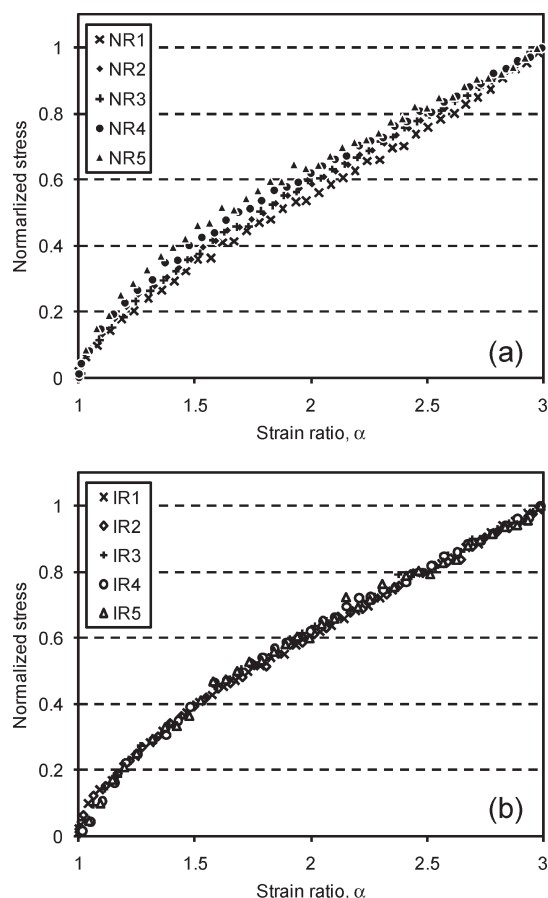 1
0.8
0.6
0.4
0.2
0
Normarlized stress
NR1
NR2
NR3
NR4
NR5
(a)
1
1.5
2
2.5
3
Strain ratio, α
1
0.8
0.6
0.4
0.2
0
Normalized stress
IR1
IR2
IR3
IR4
IR5
(b)
1
1.5
2
2.5
3
Strain ratio, α